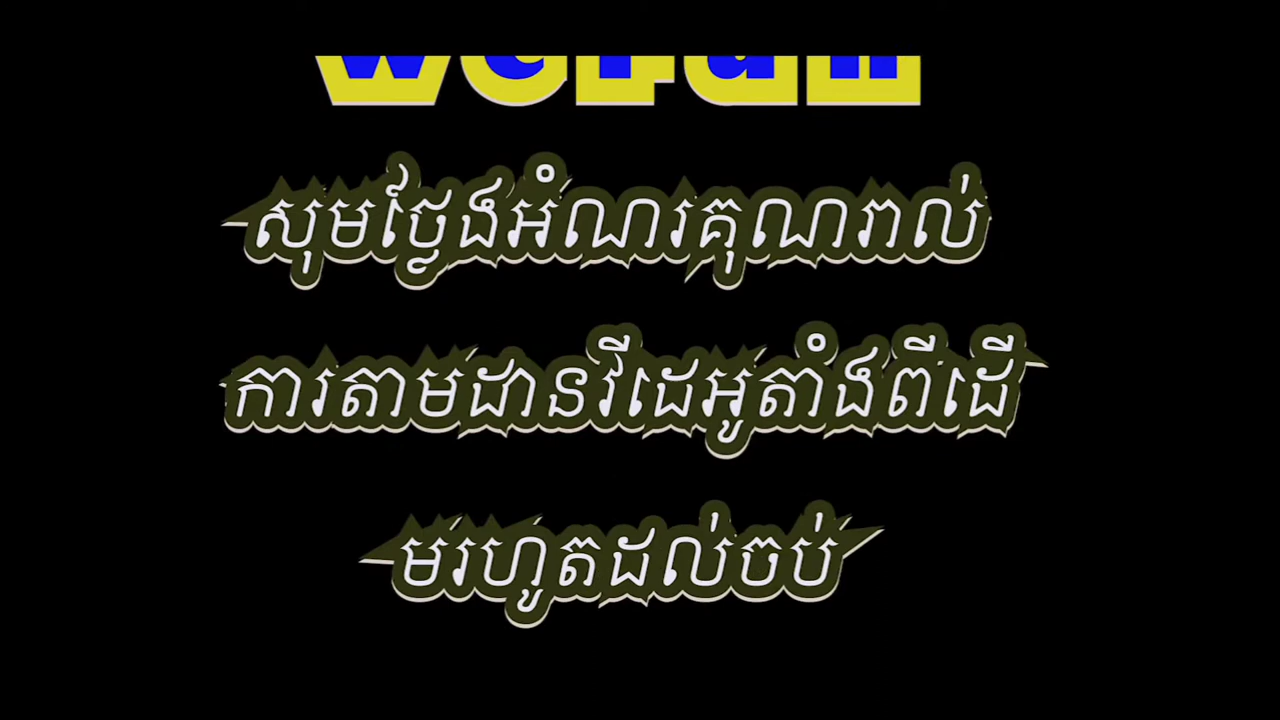 សុមថ្លែងអំណរគុណរាល់
ការតាមដានវីដេអូតាំងពីដើ
មរហូតដល់ចប់